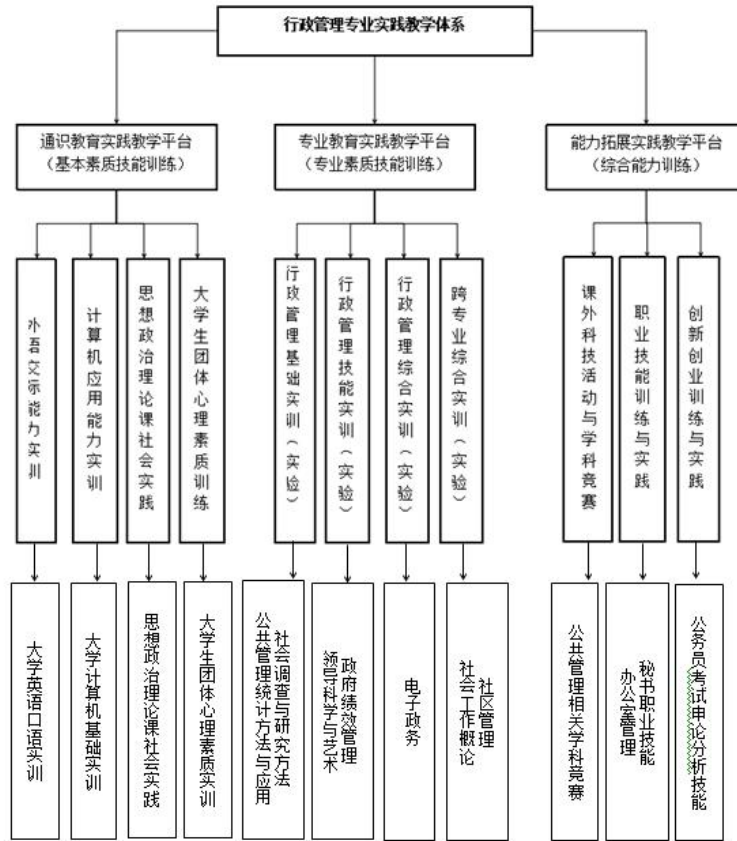 行政管理专业实践教学体系
通识教育实践教学平台
（基本素质技能训练）
专业教育实践教学平台
（专业素质技能训练）
能力拓展实践教学平台
（综合能力训练）
外语交际能力实训
计算机应用能力实训
思想政治理论课社会实践
大学生团体心理素质训练
行政管理基础实训（实验）
行政管理技能实训（实验）
行政管理综合实训（实验）
跨专业综合实训（实验）
课外科技活动与学科竞赛
职业技能训练与实践
创新创业训练与实践
大学英语口语实训
大学计算机基础实训
思想政治理论课社会实践
大学生团体心理素质实训
社会调查与研究方法
公共管理统计方法与应用
政府绩效管理
领导科学与艺术
电子政务
社区管理
社会工作概论
公共管理相关学科竞赛
秘书职业技能
办公室管理
公务员考试申论分析技能